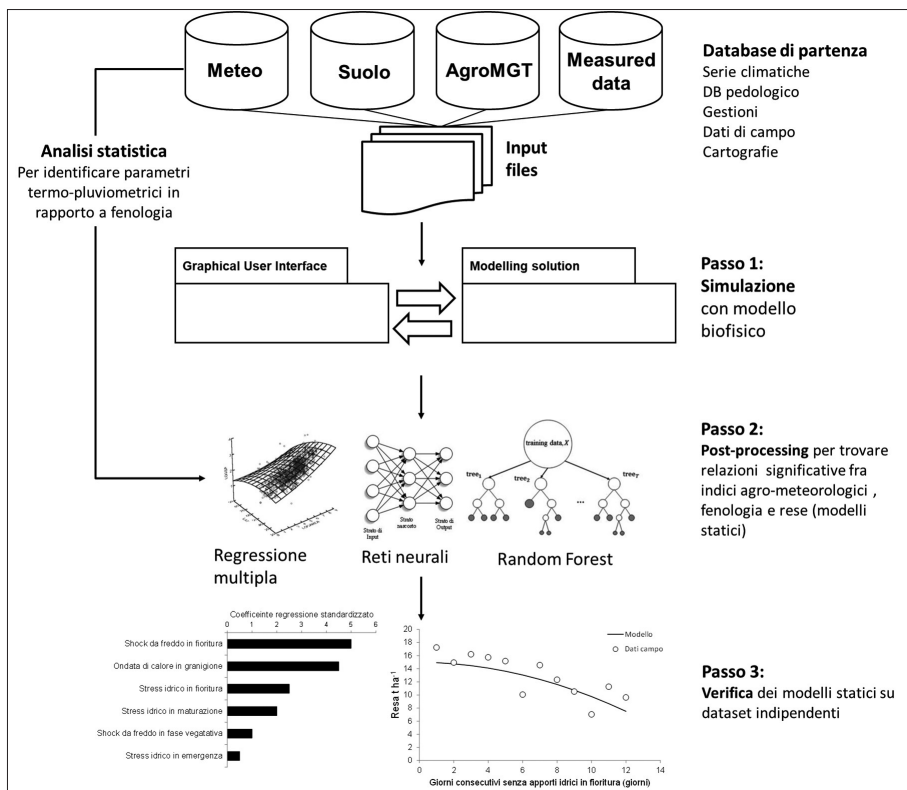 Meteo
Suolo
AgroMGT
Measured
data
Database di partenza
Serie climatiche
DB pedologico
Gestioni
Dati di campo
Cartografie
Analisi statistica
Per identificare parametri
termo-pluviometrici in
rapporto a fenologia
Input
files
Graphical User Interface
Modelling solution
Passo 1:
Simulazione
con modello
biofisico
training data, X
tree1
tree2
...
treeT
Strato di
Input
Strato
nascosto
Strato di
Output
Regressione
multipla
Reti neurali
Random Forest
Passo 2:
Post-processing per trovare
relazioni significative fra
indici agro-meteorologici ,
fenologia e rese (modelli
statici)
Coefficeinte regressione standardizzato
0 1 2 3 4 5 6
Shock da freddo in fioritura
Ondata di calore in granigione
Stress idrico in fioritura
Stress idrico in maturazione
Shock da freddo in fase vegatativa
Stress idrico in emergenza
Resa t ha-1
20
18
16
14
12
10
8
6
4
2
0
0 2 4 6 8 10 12 14
Modello
Dati campo
Giorni consecutivi senza apporti idrici in fioritura (giorni)
Passo 3:
Verifica dei modelli statici su
dataset indipendenti